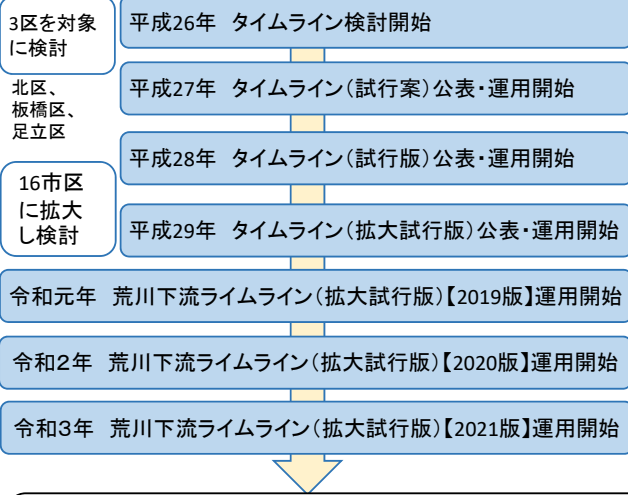 3区を対象
に検討
北区、
板橋区、
足立区
16市区
に拡大
し検討
平成26年 タイムライン検討開始
平成27年 タイムライン（試行案）公表・運用開始
平成28年 タイムライン（試行版）公表・運用開始
平成29年 タイムライン（拡大試行版）公表・運用開始
令和元年 荒川下流ライムライン（拡大試行版）【2019版】運用開始
令和２年 荒川下流ライムライン（拡大試行版）【2020版】運用開始
令和３年 荒川下流ライムライン（拡大試行版）【2021版】運用開始